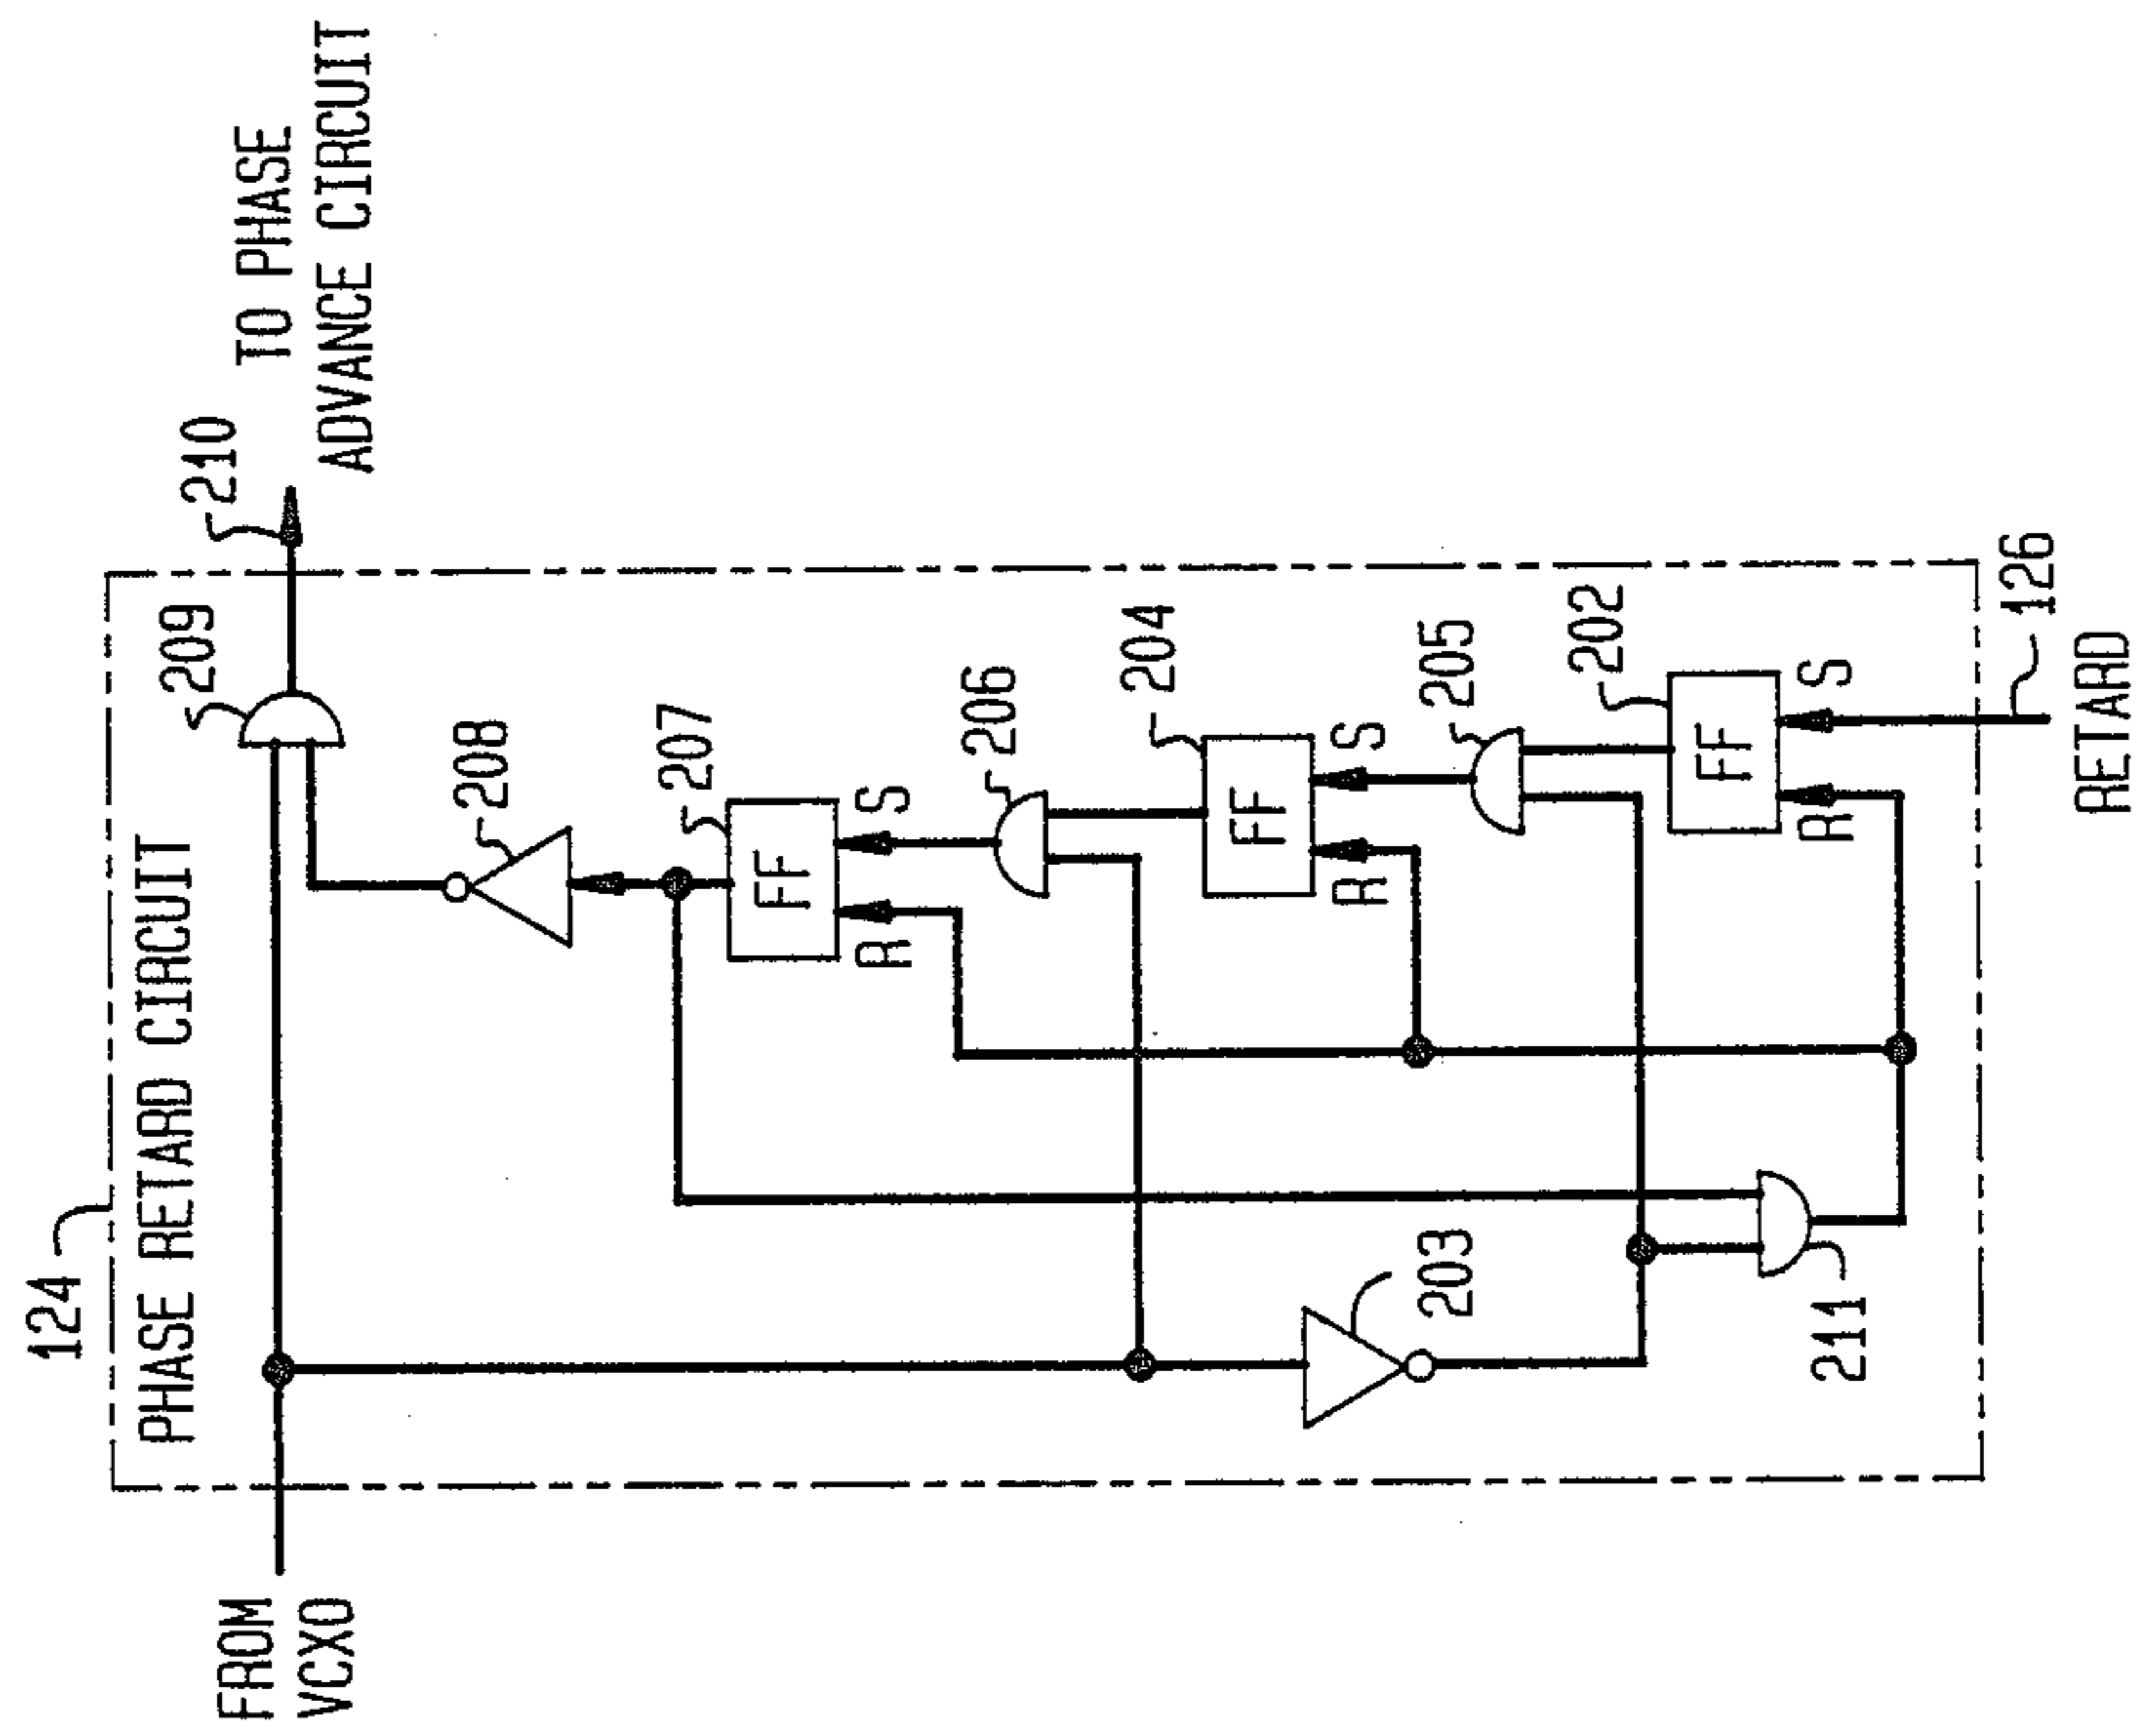 124
PHASE RETARD CIRCUIT
FROM
VCXO
209
210
TO PHASE
ADVANCE CIRCUIT
208
207
FF
R
S
206
204
FF
R
S
205
203
202
FF
R
S
211
126
RETARD